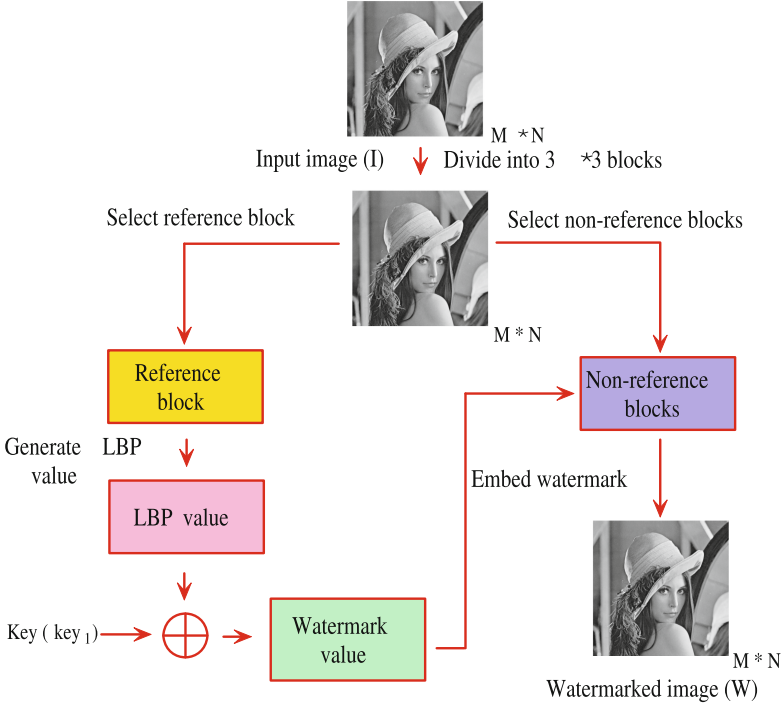 M *N
Input image (I)
Divide into 3 *3 blocks
Select reference block
Select non-reference blocks
M * N
Reference
block
Non-reference
blocks
Generate LBP
value
Embed watermark
LBP value
Key ( key 1)
Watermark
value
M * N
Watermarked image (W)